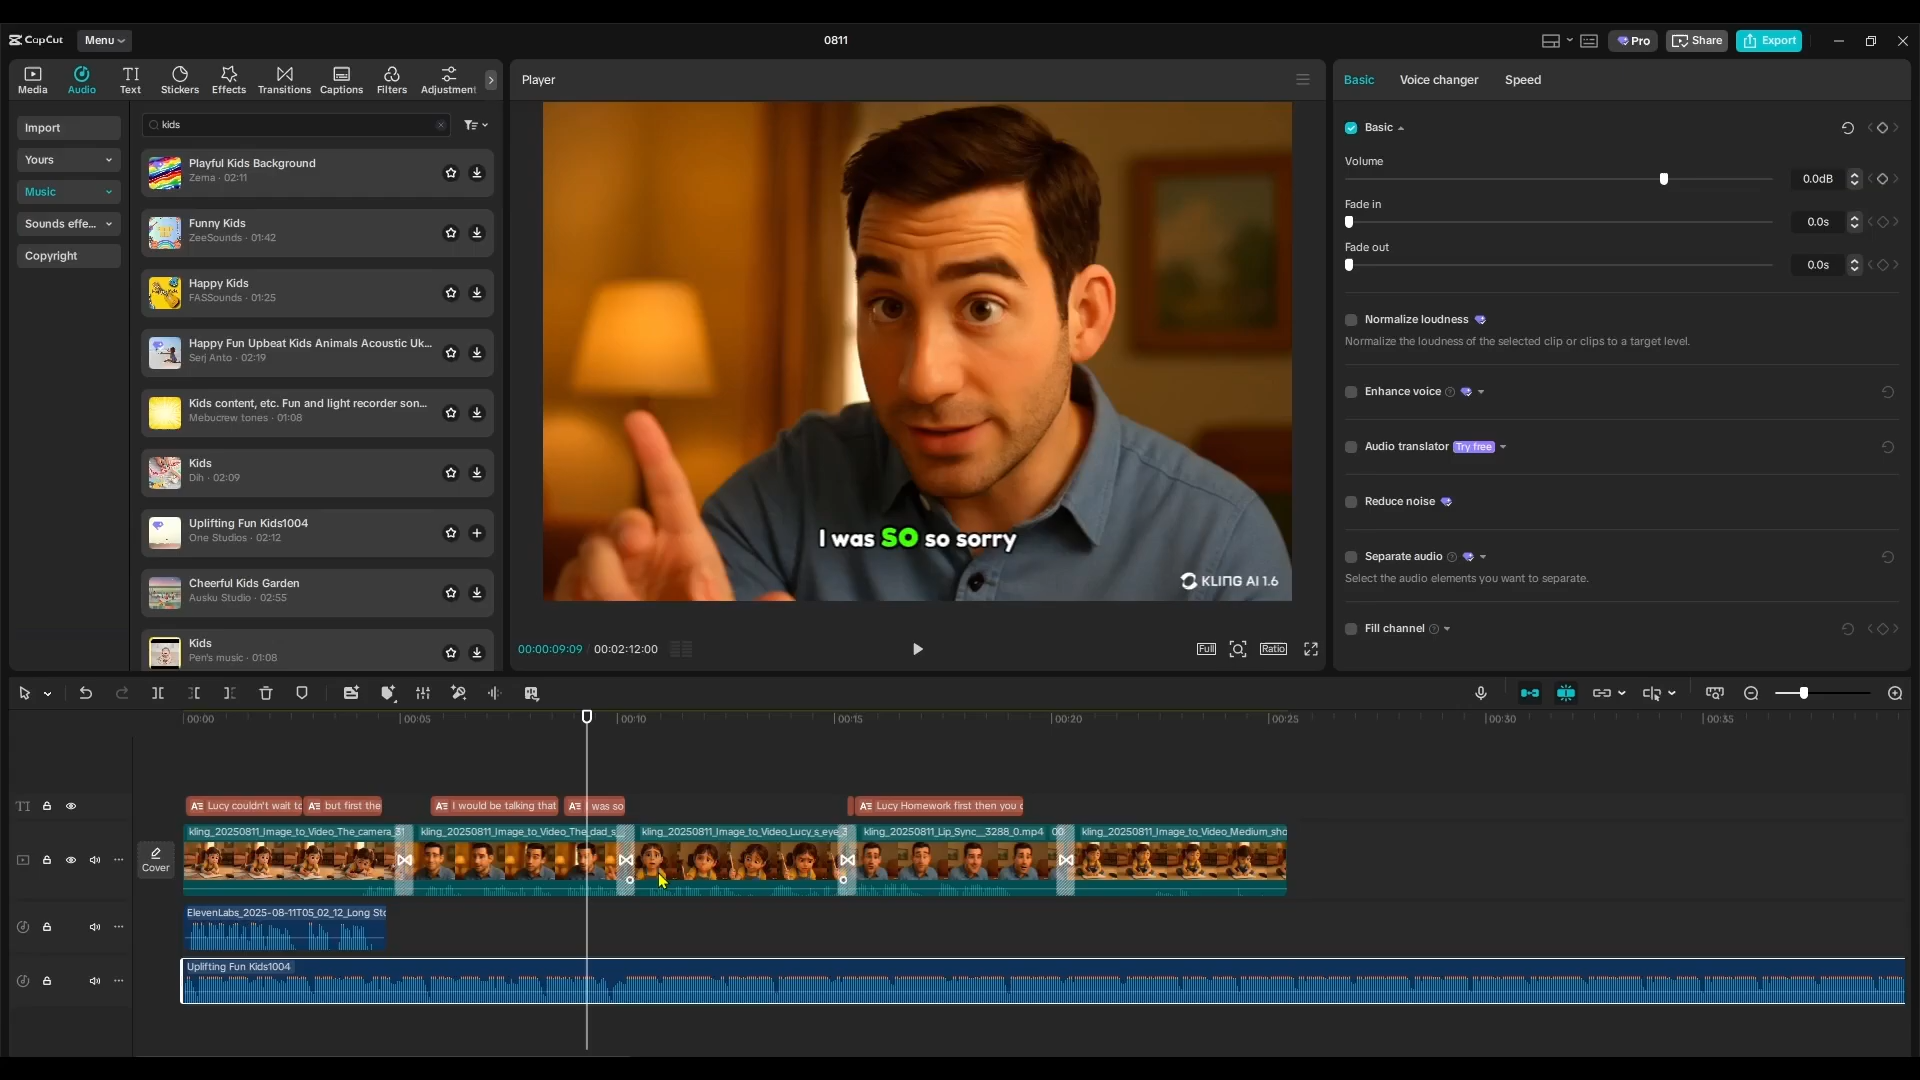 CapCut
Menu
0811
Pro
Share
Export
Media
Audio
Text
Stickers
Effects
Transitions
Captions
Filters
Adjustment
Import
Yours
Music
Sounds effe...
Copyright
kids
Playful Kids Background
Zema · 02:11
Funny Kids
ZeeSounds · 01:42
Happy Kids
FASSounds · 01:25
Happy Fun Upbeat Kids Animals Acoustic Uk...
Serj Anto · 02:19
Kids content, etc. Fun and light recorder son...
Mebucrew tones · 01:08
Kids
Dih · 02:09
Uplifting Fun Kids1004
One Studios · 02:12
Cheerful Kids Garden
Ausku Studio · 02:55
Kids
Pen's music · 01:08
Player
I was SO so sorry
KLING AI 1.6
00:00:09:09 / 00:02:12:00
Full
Ratio
Basic
Voice changer
Speed
Basic
Volume
0.0dB
Fade in
0.0s
Fade out
0.0s
Normalize loudness
Normalize the loudness of the selected clip or clips to a target level.
Enhance voice
Audio translator Try free
Reduce noise
Separate audio
Select the audio elements you want to separate.
Fill channel
00:00
00:05
00:10
00:15
00:20
00:25
00:30
00:35
TI
Lucy couldn't wait to
but first the
I would be talking that
I was so
Lucy Homework first then you c
Cover
kling_20250811_Image_to_Video_The_camera_31
kling_20250811_Image_to_Video_The_dad_s_
kling_20250811_Image_to_Video_Lucy_s_eye_3
kling_20250811_Lip_Sync__3288_0.mp4 00
kling_20250811_Image_to_Video_Medium_sho
ElevenLabs_2025-08-11T05_02_12_Long Sto
Uplifting Fun Kids1004